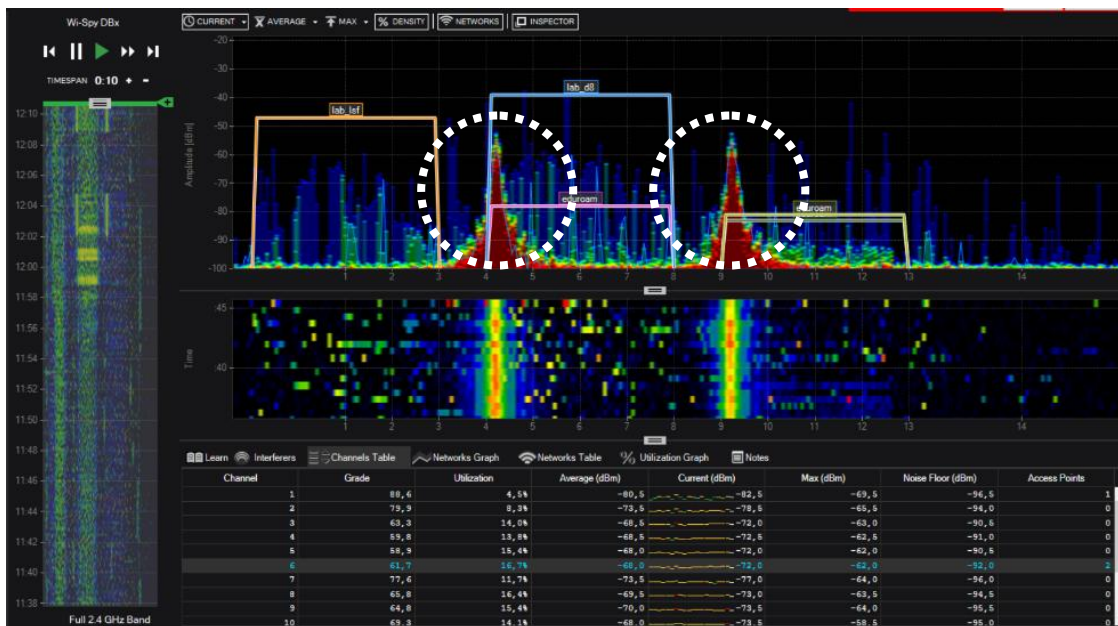 Wi-Spy DBx
TIMESPAN 0:10 + -
12:10
12:08
12:06
12:04
12:02
12:00
11:58
11:56
11:54
11:52
11:50
11:48
11:46
11:44
11:42
11:40
11:38
Full 2.4 GHz Band
CURRENT AVERAGE MAX % DENSITY NETWORKS INSPECTOR
Amplitude [dBm]
-20
-30
-40
-50
-60
-70
-80
-90
-100
lab_d8
lab_laf
eduroam
eduroam
1 2 3 4 5 6 7 8 9 10 11 12 13 14
Time
:45
:40
1 2 3 4 5 6 7 8 9 10 11 12 13 14
Learn Interferers Channels Table Networks Graph Networks Table Utilization Graph Notes
Channel Grade Utilization Average (dBm) Current (dBm) Max (dBm) Noise Floor (dBm) Access Points
1 88,6 4,5% -80,5 -82,5 -69,5 -96,5 1
2 79,9 8,3% -73,5 -78,5 -65,5 -94,0 0
3 63,3 14,0% -68,5 -72,0 -63,0 -90,5 0
4 59,8 13,8% -68,5 -72,5 -62,5 -91,0 0
5 58,9 15,4% -68,0 -72,0 -62,0 -90,5 0
6 61,7 16,7% -68,0 -72,0 -62,0 -92,0 2
7 77,6 11,7% -73,5 -77,0 -64,0 -96,0 0
8 65,8 16,4% -69,5 -73,0 -63,5 -94,5 0
9 64,8 15,4% -70,0 -73,5 -64,0 -95,5 0
10 69,3 14,1% -68,0 -73,5 -58,5 -95,0 0